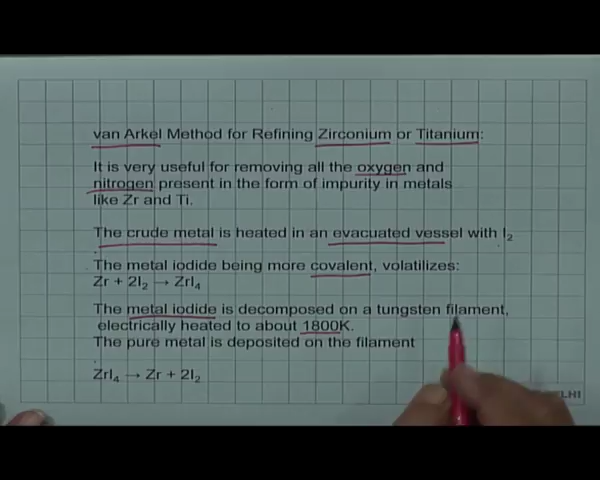 van Arkel Method for Refining Zirconium or Titanium:
It is very useful for removing all the oxygen and
nitrogen present in the form of impurity in metals
like Zr and Ti.
The crude metal is heated in an evacuated vessel with I₂
.
The metal iodide being more covalent, volatilizes:
Zr + 2I₂ → ZrI₄
The metal iodide is decomposed on a tungsten filament,
electrically heated to about 1800K.
The pure metal is deposited on the filament
.
ZrI₄ → Zr + 2I₂